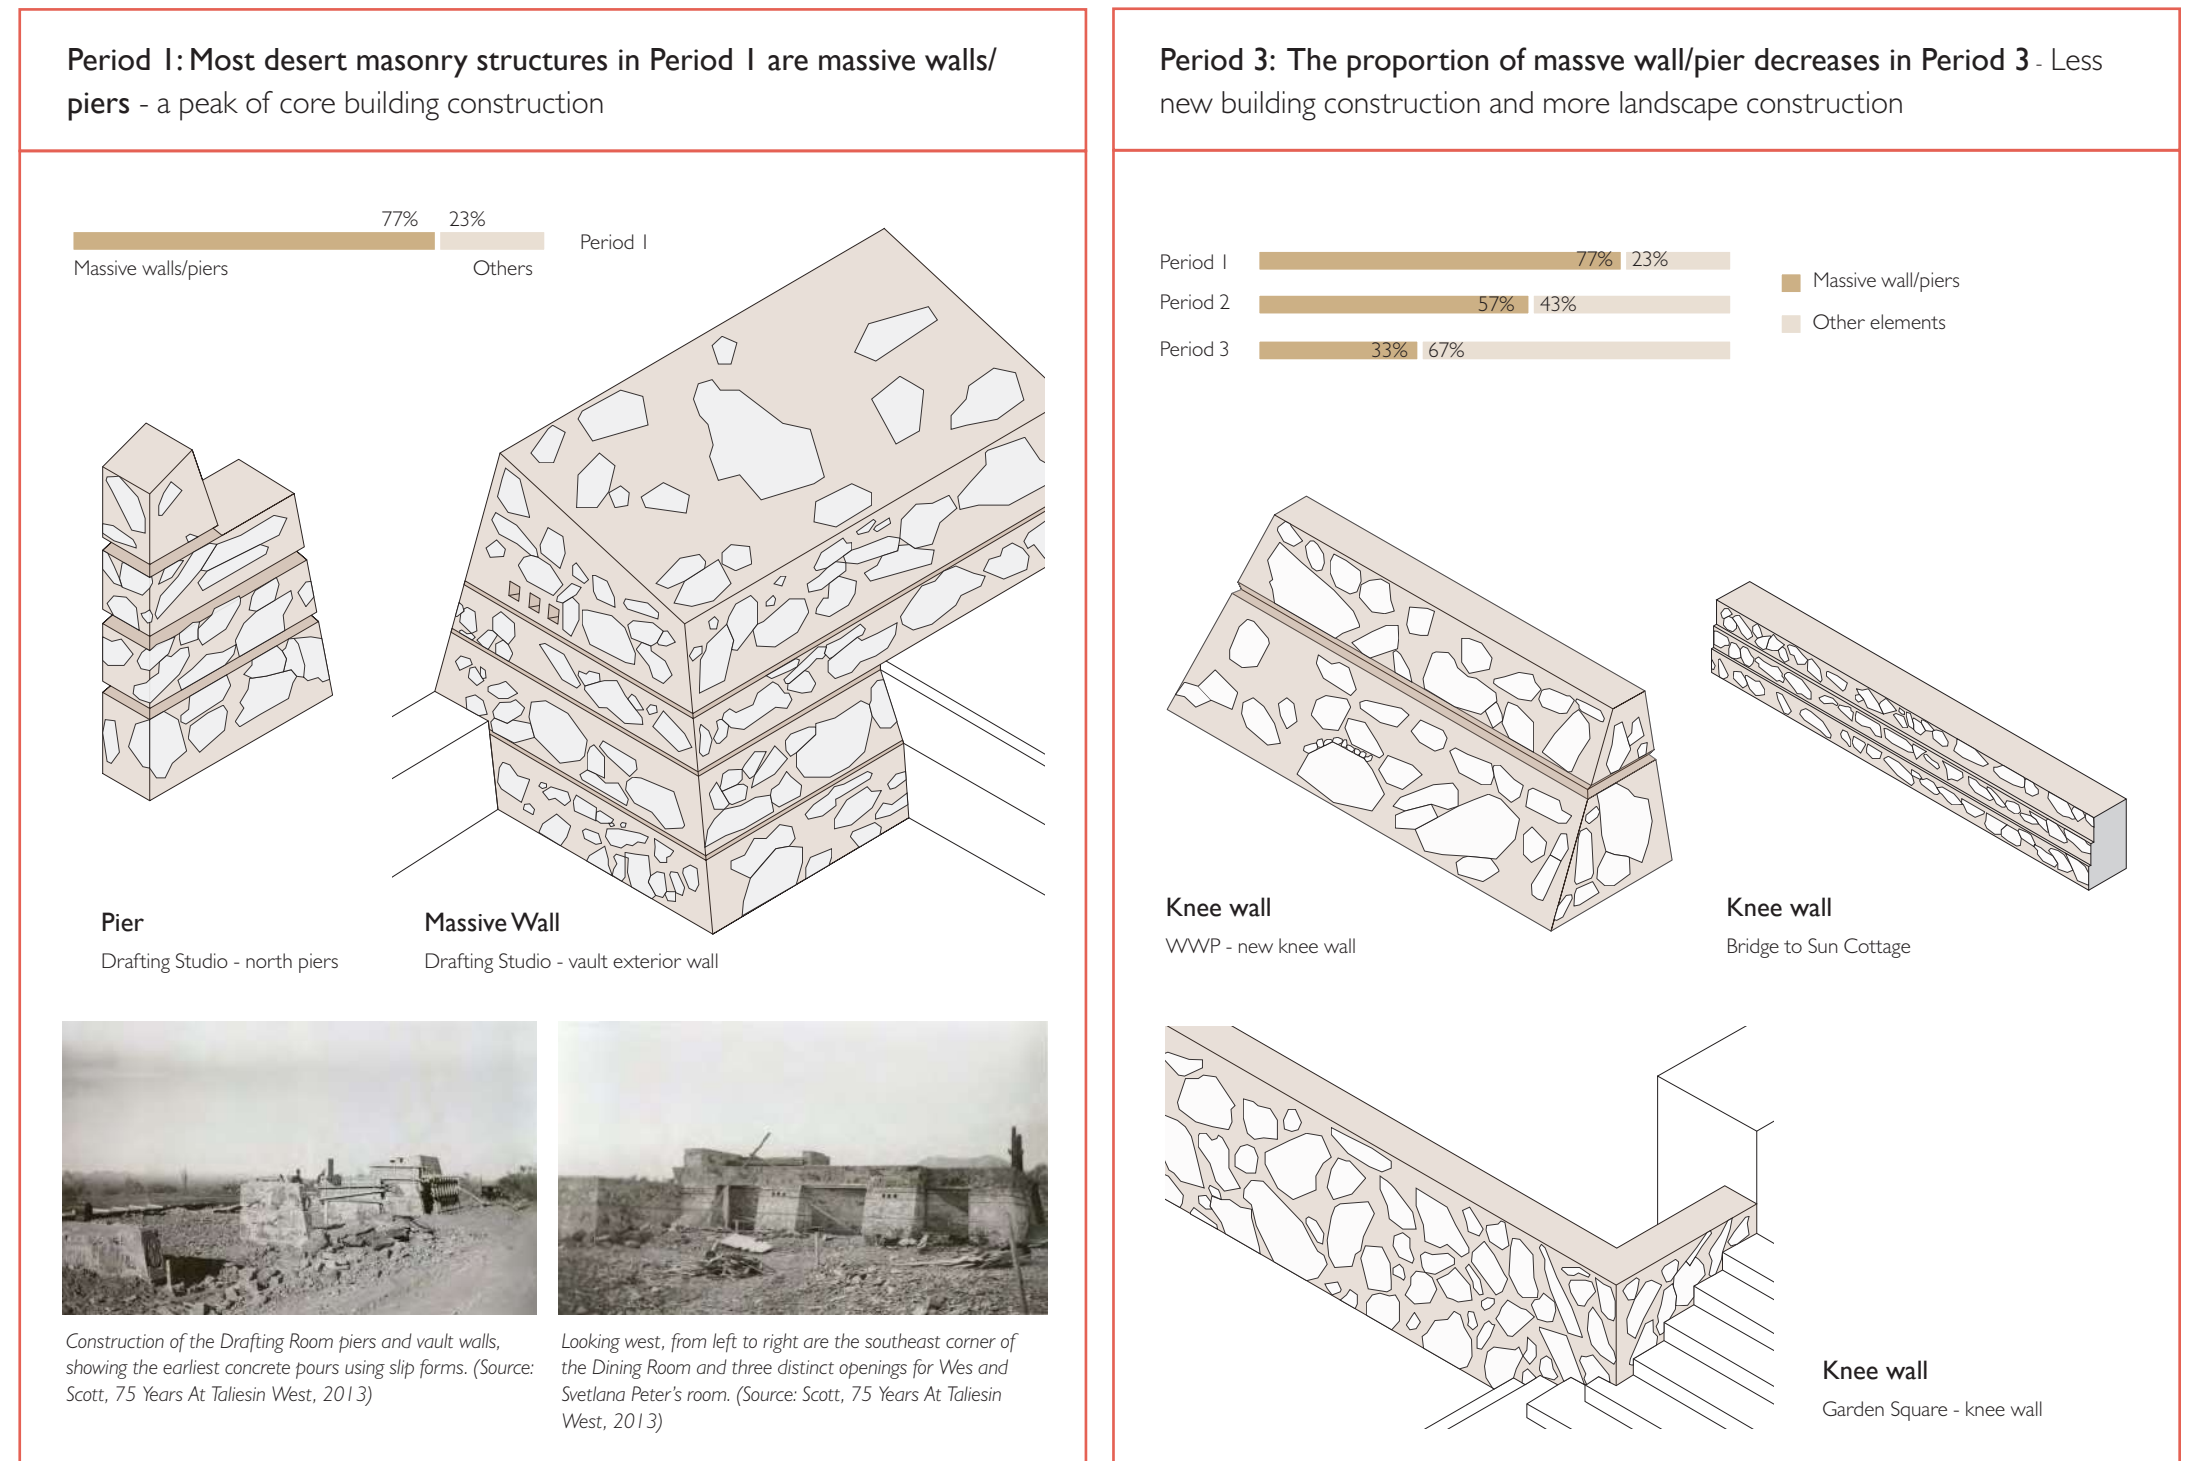 Period 1: Most desert masonry structures in Period 1 are massive walls/
piers - a peak of core building construction
77% 23%
Period 1
Massive walls/piers Others
Pier
Drafting Studio - north piers
Massive Wall
Drafting Studio - vault exterior wall
Construction of the Drafting Room piers and vault walls,
showing the earliest concrete pours using slip forms. (Source:
Scott, 75 Years At Taliesin West, 2013)
Looking west, from left to right are the southeast corner of
the Dining Room and three distinct openings for Wes and
Svetlana Peter's room. (Source: Scott, 75 Years At Taliesin
West, 2013)
Period 3: The proportion of massve wall/pier decreases in Period 3 - Less
new building construction and more landscape construction
Period 1 77% 23%
Period 2 57% 43%
Period 3 33% 67%
Massive wall/piers
Other elements
Knee wall
WWP - new knee wall
Knee wall
Bridge to Sun Cottage
Knee wall
Garden Square - knee wall